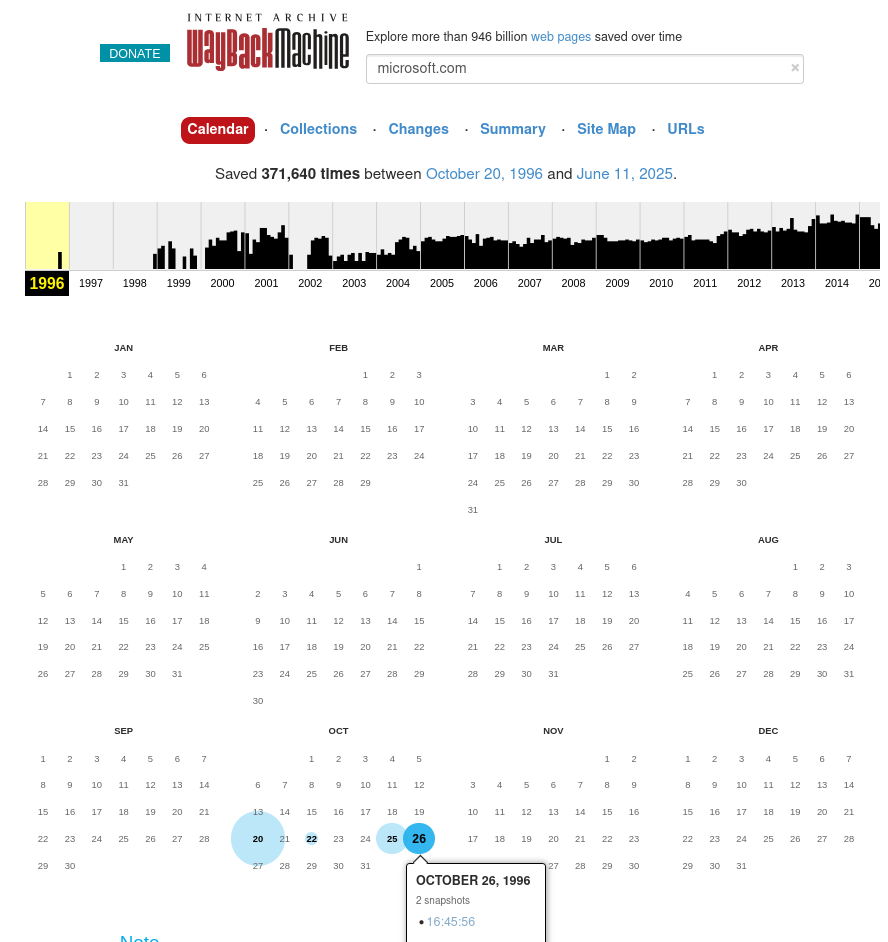 INTERNET ARCHIVE
WayBackMachine
DONATE
Explore more than 946 billion web pages saved over time
microsoft.com ×
Calendar · Collections · Changes · Summary · Site Map · URLs
Saved 371,640 times between October 20, 1996 and June 11, 2025.
1996 1997 1998 1999 2000 2001 2002 2003 2004 2005 2006 2007 2008 2009 2010 2011 2012 2013 2014 20
JAN FEB MAR APR
1 2 3 4 5 6 1 2 3 1 2 1 2 3 4 5 6
7 8 9 10 11 12 13 4 5 6 7 8 9 10 3 4 5 6 7 8 9 7 8 9 10 11 12 13
14 15 16 17 18 19 20 11 12 13 14 15 16 17 10 11 12 13 14 15 16 14 15 16 17 18 19 20
21 22 23 24 25 26 27 18 19 20 21 22 23 24 17 18 19 20 21 22 23 21 22 23 24 25 26 27
28 29 30 31 25 26 27 28 29 24 25 26 27 28 29 30 28 29 30
31
MAY JUN JUL AUG
1 2 3 4 1 1 2 3 4 5 6 1 2 3
5 6 7 8 9 10 11 2 3 4 5 6 7 8 7 8 9 10 11 12 13 4 5 6 7 8 9 10
12 13 14 15 16 17 18 9 10 11 12 13 14 15 14 15 16 17 18 19 20 11 12 13 14 15 16 17
19 20 21 22 23 24 25 16 17 18 19 20 21 22 21 22 23 24 25 26 27 18 19 20 21 22 23 24
26 27 28 29 30 31 23 24 25 26 27 28 29 28 29 30 31 25 26 27 28 29 30 31
30
SEP OCT NOV DEC
1 2 3 4 5 6 7 1 2 3 4 5 1 2 1 2 3 4 5 6 7
8 9 10 11 12 13 14 6 7 8 9 10 11 12 3 4 5 6 7 8 9 8 9 10 11 12 13 14
15 16 17 18 19 20 21 13 14 15 16 17 18 19 10 11 12 13 14 15 16 15 16 17 18 19 20 21
22 23 24 25 26 27 28 20 21 22 23 24 25 26 17 18 19 20 21 22 23 22 23 24 25 26 27 28
29 30 27 28 29 30 31 27 28 29 30 29 30 31
OCTOBER 26, 1996
2 snapshots
• 16:45:56
Note